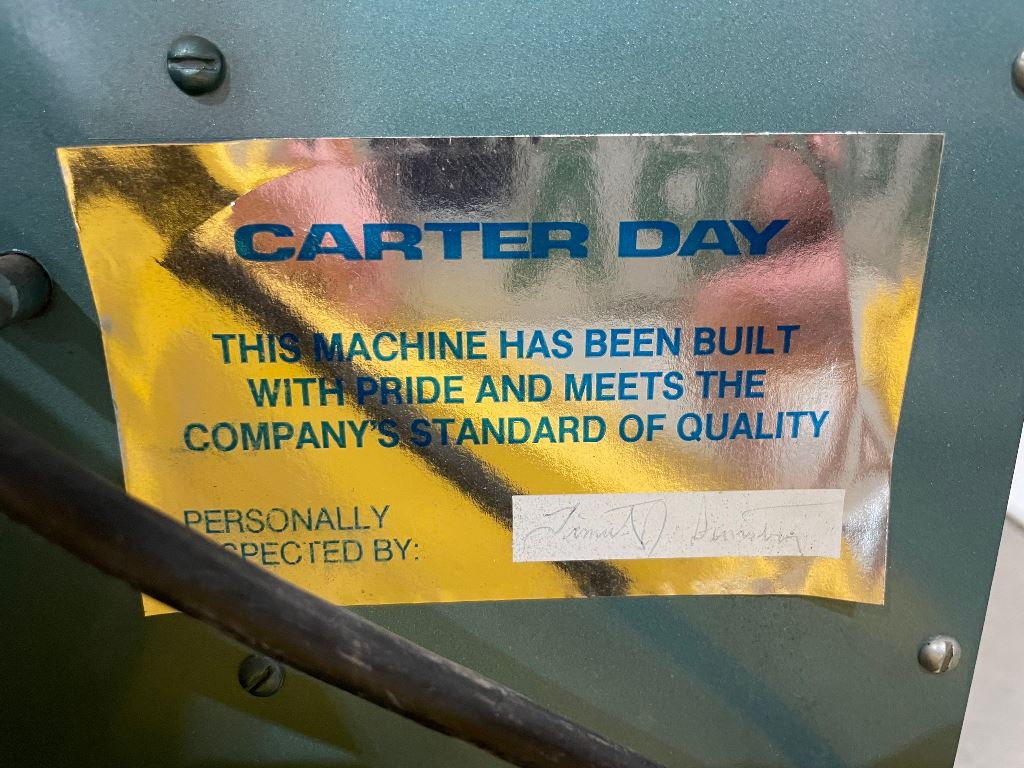 CARTER DAY
THIS MACHINE HAS BEEN BUILT
WITH PRIDE AND MEETS THE
COMPANY'S STANDARD OF QUALITY
PERSONALLY
SPECTED BY: